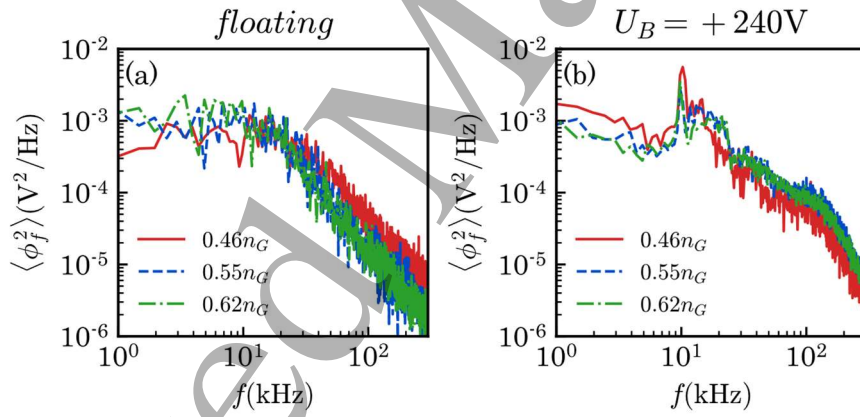 floating
U_B = +240V
(a)
⟨ϕ_f^2⟩(V^2/Hz)
10^-2
10^-3
10^-4
10^-5
10^-6
0.46n_G
0.55n_G
0.62n_G
10^0
10^1
10^2
f(kHz)
(b)
⟨ϕ_f^2⟩(V^2/Hz)
10^-2
10^-3
10^-4
10^-5
10^-6
0.46n_G
0.55n_G
0.62n_G
10^0
10^1
10^2
f(kHz)